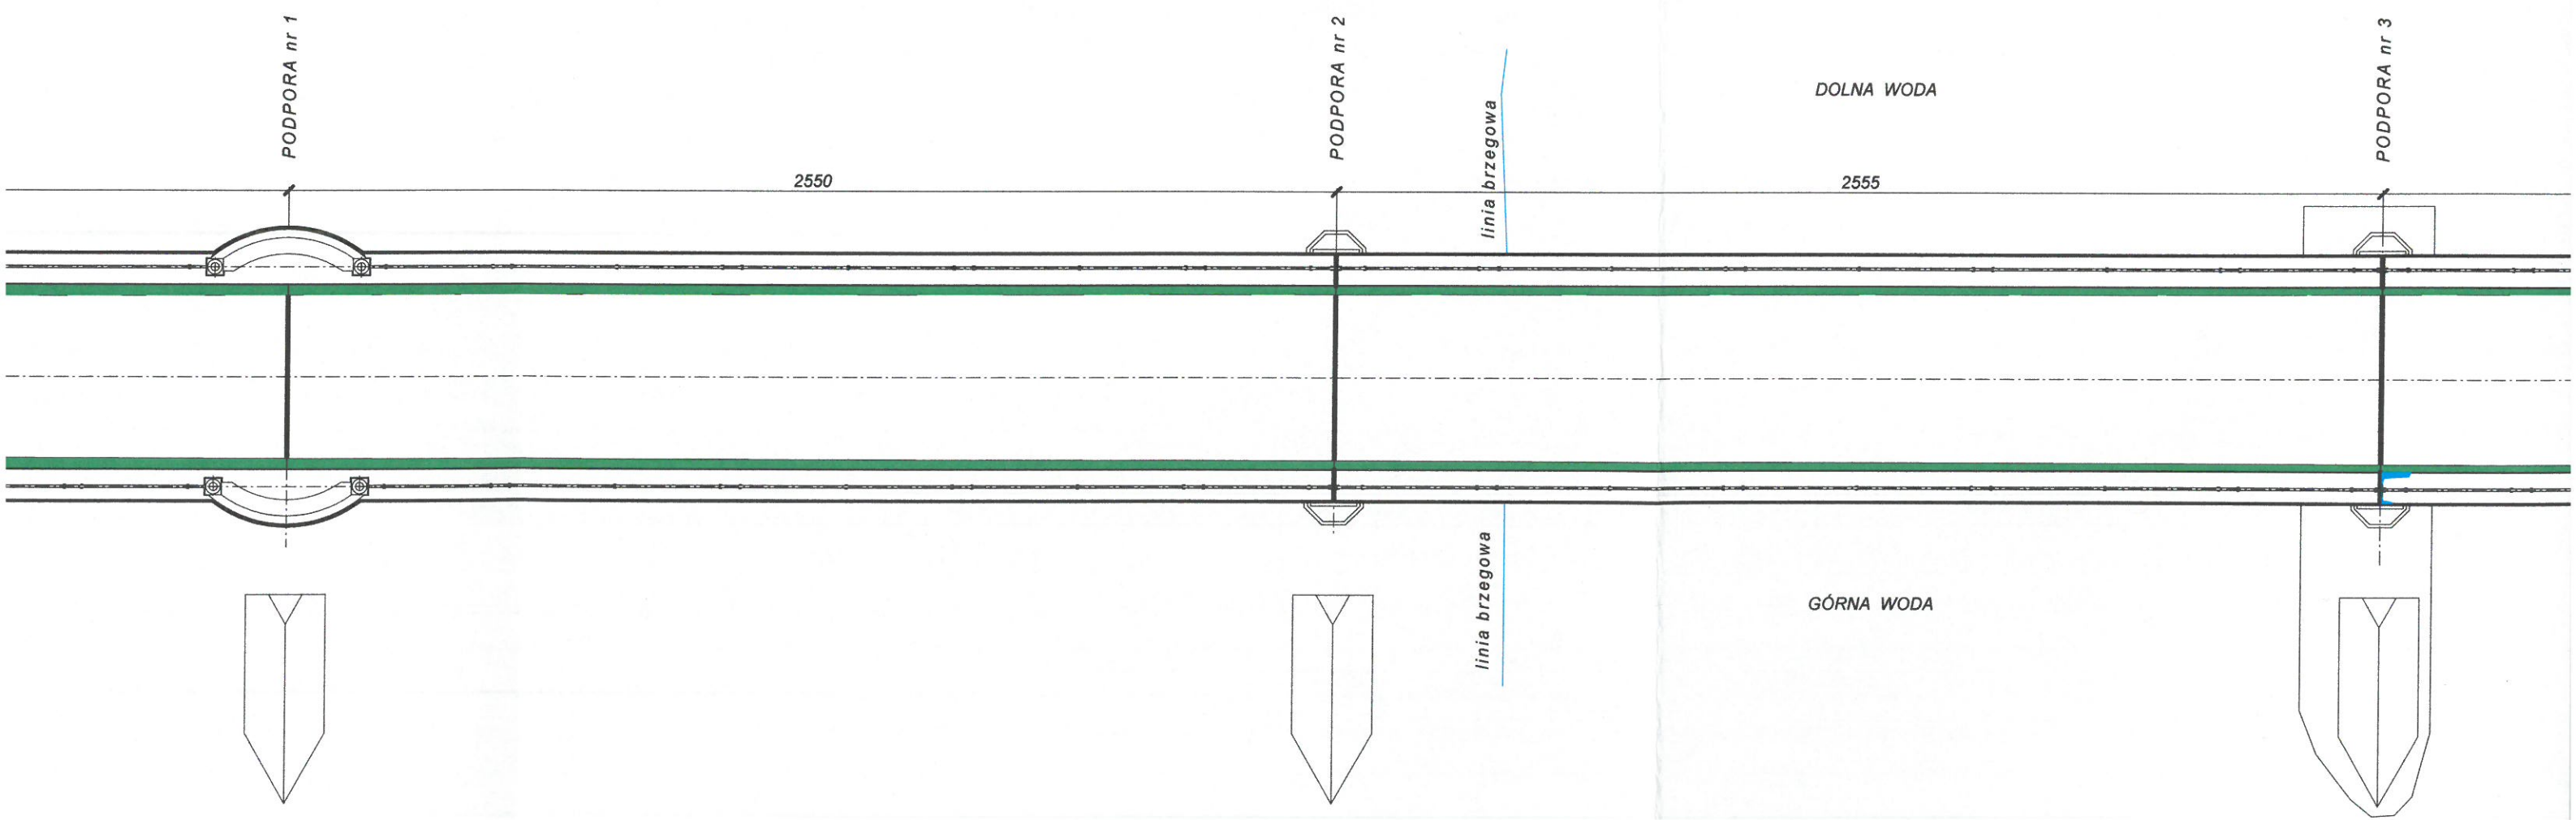 PODPORA nr 1
PODPORA nr 2
PODPORA nr 3
DOLNA WODA
linia brzegowa
2550
2555
linia brzegowa
GÓRNA WODA